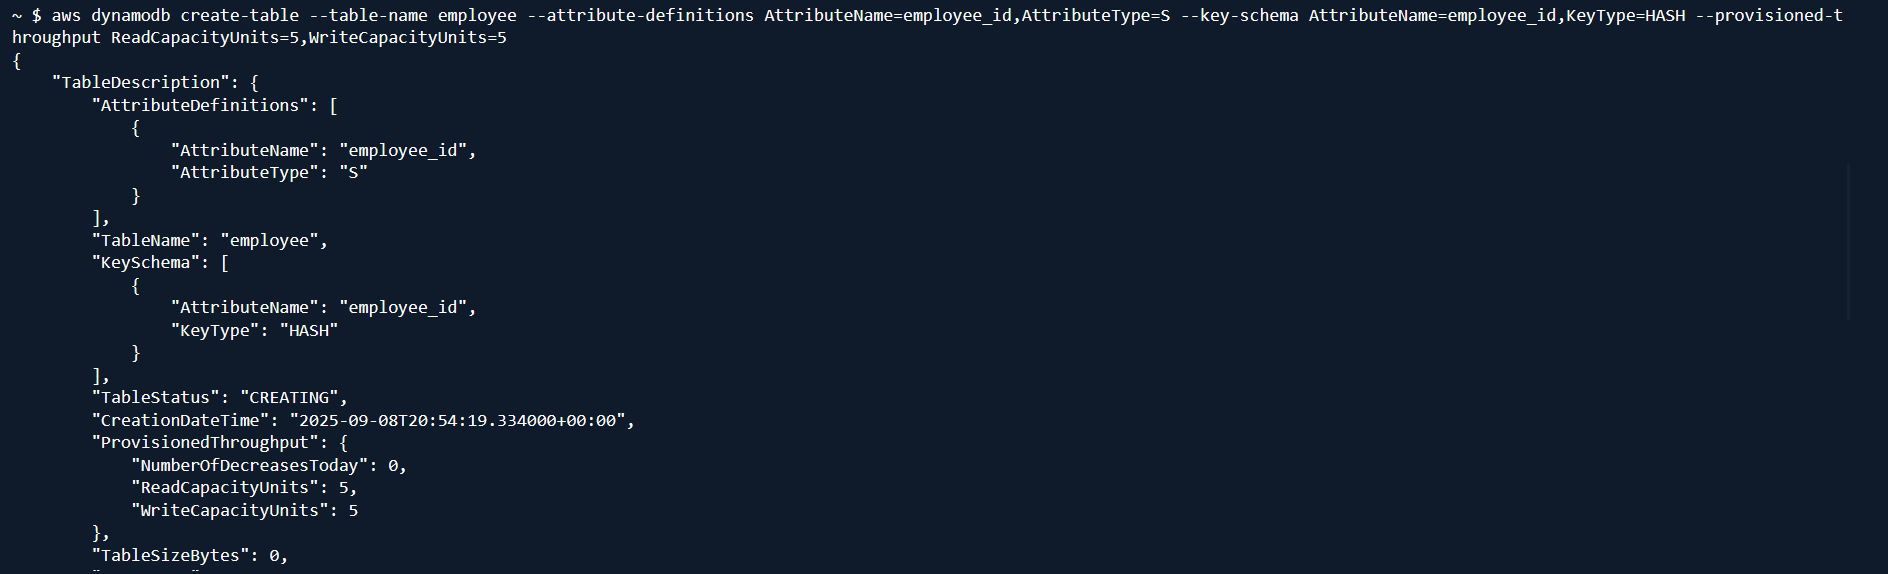 ~ $ aws dynamodb create-table --table-name employee --attribute-definitions AttributeName=employee_id,AttributeType=S --key-schema AttributeName=employee_id,KeyType=HASH --provisioned-t
hroughput ReadCapacityUnits=5,WriteCapacityUnits=5
{
    "TableDescription": {
        "AttributeDefinitions": [
            {
                "AttributeName": "employee_id",
                "AttributeType": "S"
            }
        ],
        "TableName": "employee",
        "KeySchema": [
            {
                "AttributeName": "employee_id",
                "KeyType": "HASH"
            }
        ],
        "TableStatus": "CREATING",
        "CreationDateTime": "2025-09-08T20:54:19.334000+00:00",
        "ProvisionedThroughput": {
            "NumberOfDecreasesToday": 0,
            "ReadCapacityUnits": 5,
            "WriteCapacityUnits": 5
        },
        "TableSizeBytes": 0,